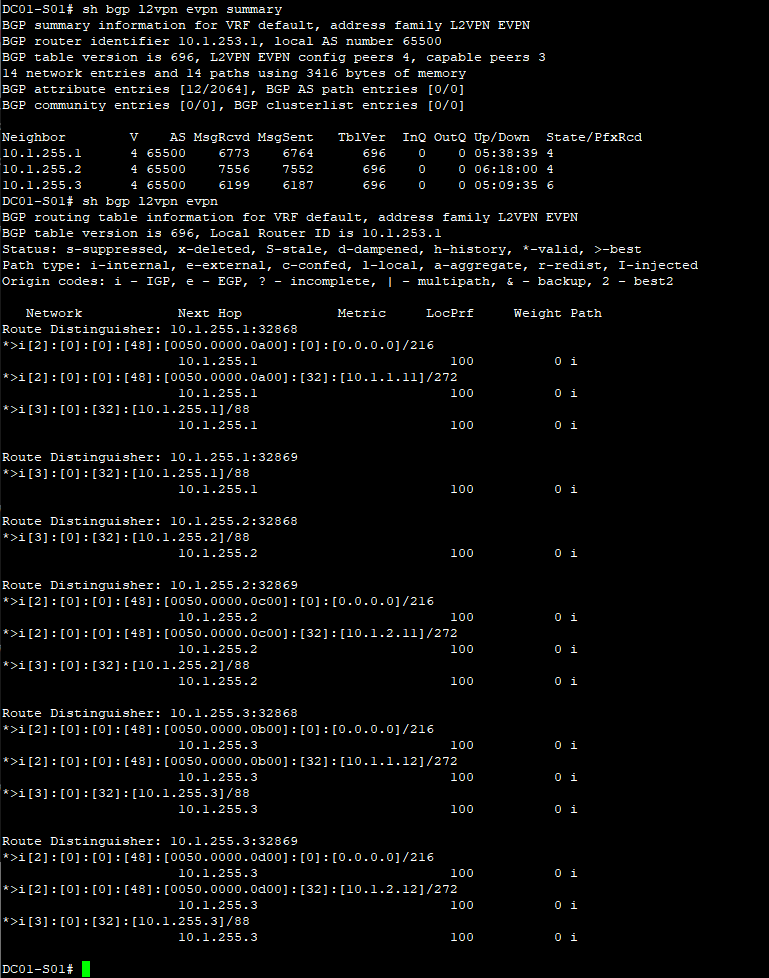 DC01-S01# sh bgp l2vpn evpn summary
BGP summary information for VRF default, address family L2VPN EVPN
BGP router identifier 10.1.253.1, local AS number 65500
BGP table version is 696, L2VPN EVPN config peers 4, capable peers 3
14 network entries and 14 paths using 3416 bytes of memory
BGP attribute entries [12/2064], BGP AS path entries [0/0]
BGP community entries [0/0], BGP clusterlist entries [0/0]

Neighbor        V    AS MsgRcvd MsgSent   TblVer  InQ OutQ Up/Down  State/PfxRcd
10.1.255.1      4 65500    6773    6764      696    0    0 05:38:39 4
10.1.255.2      4 65500    7556    7552      696    0    0 06:18:00 4
10.1.255.3      4 65500    6199    6187      696    0    0 05:09:35 6
DC01-S01# sh bgp l2vpn evpn
BGP routing table information for VRF default, address family L2VPN EVPN
BGP table version is 696, Local Router ID is 10.1.253.1
Status: s-suppressed, x-deleted, S-stale, d-dampened, h-history, *-valid, >-best
Path type: i-internal, e-external, c-confed, l-local, a-aggregate, r-redist, I-injected
Origin codes: i - IGP, e - EGP, ? - incomplete, | - multipath, & - backup, 2 - best2

   Network            Next Hop            Metric     LocPrf     Weight Path
Route Distinguisher: 10.1.255.1:32868
*>i[2]:[0]:[0]:[48]:[0050.0000.0a00]:[0]:[0.0.0.0]/216
                      10.1.255.1                        100          0 i
*>i[2]:[0]:[0]:[48]:[0050.0000.0a00]:[32]:[10.1.1.11]/272
                      10.1.255.1                        100          0 i
*>i[3]:[0]:[32]:[10.1.255.1]/88
                      10.1.255.1                        100          0 i

Route Distinguisher: 10.1.255.1:32869
*>i[3]:[0]:[32]:[10.1.255.1]/88
                      10.1.255.1                        100          0 i

Route Distinguisher: 10.1.255.2:32868
*>i[3]:[0]:[32]:[10.1.255.2]/88
                      10.1.255.2                        100          0 i

Route Distinguisher: 10.1.255.2:32869
*>i[2]:[0]:[0]:[48]:[0050.0000.0c00]:[0]:[0.0.0.0]/216
                      10.1.255.2                        100          0 i
*>i[2]:[0]:[0]:[48]:[0050.0000.0c00]:[32]:[10.1.2.11]/272
                      10.1.255.2                        100          0 i
*>i[3]:[0]:[32]:[10.1.255.2]/88
                      10.1.255.2                        100          0 i

Route Distinguisher: 10.1.255.3:32868
*>i[2]:[0]:[0]:[48]:[0050.0000.0b00]:[0]:[0.0.0.0]/216
                      10.1.255.3                        100          0 i
*>i[2]:[0]:[0]:[48]:[0050.0000.0b00]:[32]:[10.1.1.12]/272
                      10.1.255.3                        100          0 i
*>i[3]:[0]:[32]:[10.1.255.3]/88
                      10.1.255.3                        100          0 i

Route Distinguisher: 10.1.255.3:32869
*>i[2]:[0]:[0]:[48]:[0050.0000.0d00]:[0]:[0.0.0.0]/216
                      10.1.255.3                        100          0 i
*>i[2]:[0]:[0]:[48]:[0050.0000.0d00]:[32]:[10.1.2.12]/272
                      10.1.255.3                        100          0 i
*>i[3]:[0]:[32]:[10.1.255.3]/88
                      10.1.255.3                        100          0 i

DC01-S01#